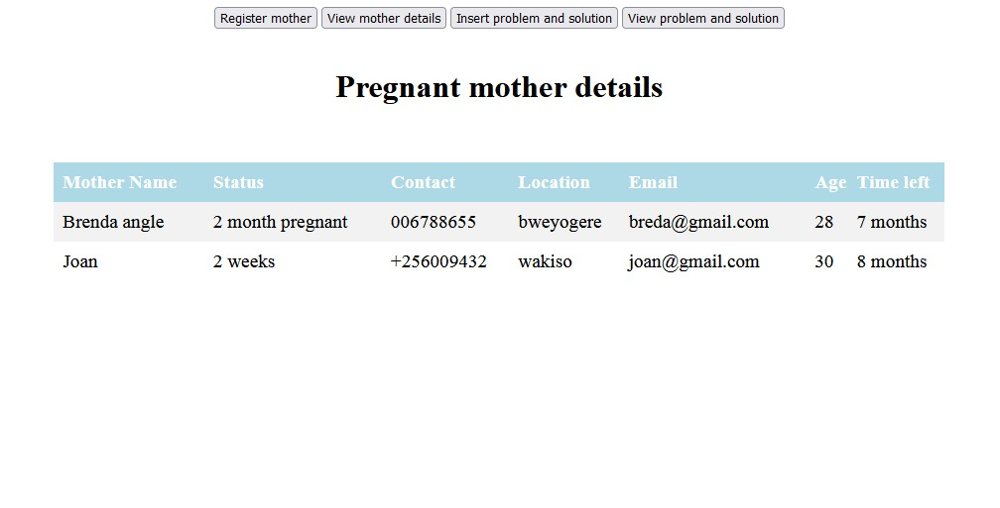 Register mother View mother details Insert problem and solution View problem and solution
Pregnant mother details
Mother Name Status Contact Location Email Age Time left
Brenda angle 2 month pregnant 006788655 bweyogere breda@gmail.com 28 7 months
Joan 2 weeks +256009432 wakiso joan@gmail.com 30 8 months